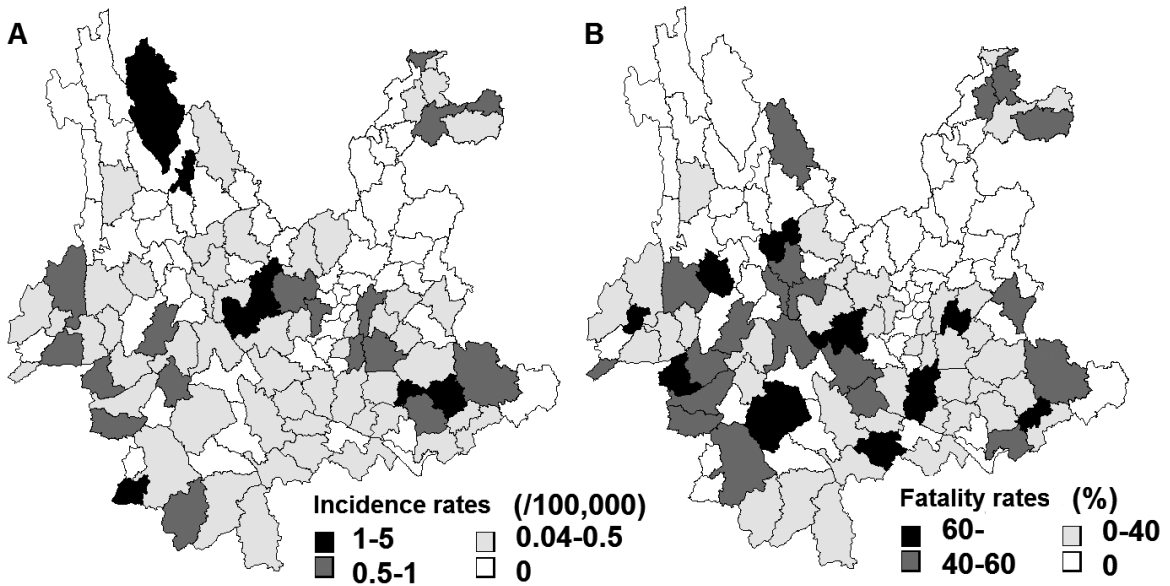 A
B
Incidence rates (/100,000)
1-5
0.04-0.5
0.5-1
0
Fatality rates (%)
60-
0-40
40-60
0